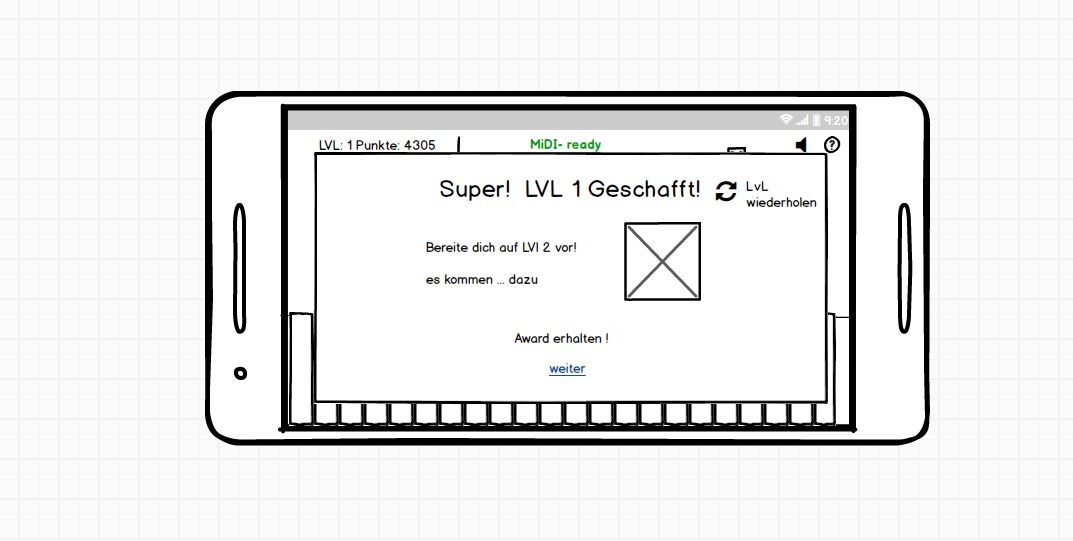 9:20
LVL: 1 Punkte: 4305
MiDI- ready
?
Super! LVL 1 Geschafft!
LvL
wiederholen
Bereite dich auf LVl 2 vor!
es kommen ... dazu
Award erhalten !
weiter